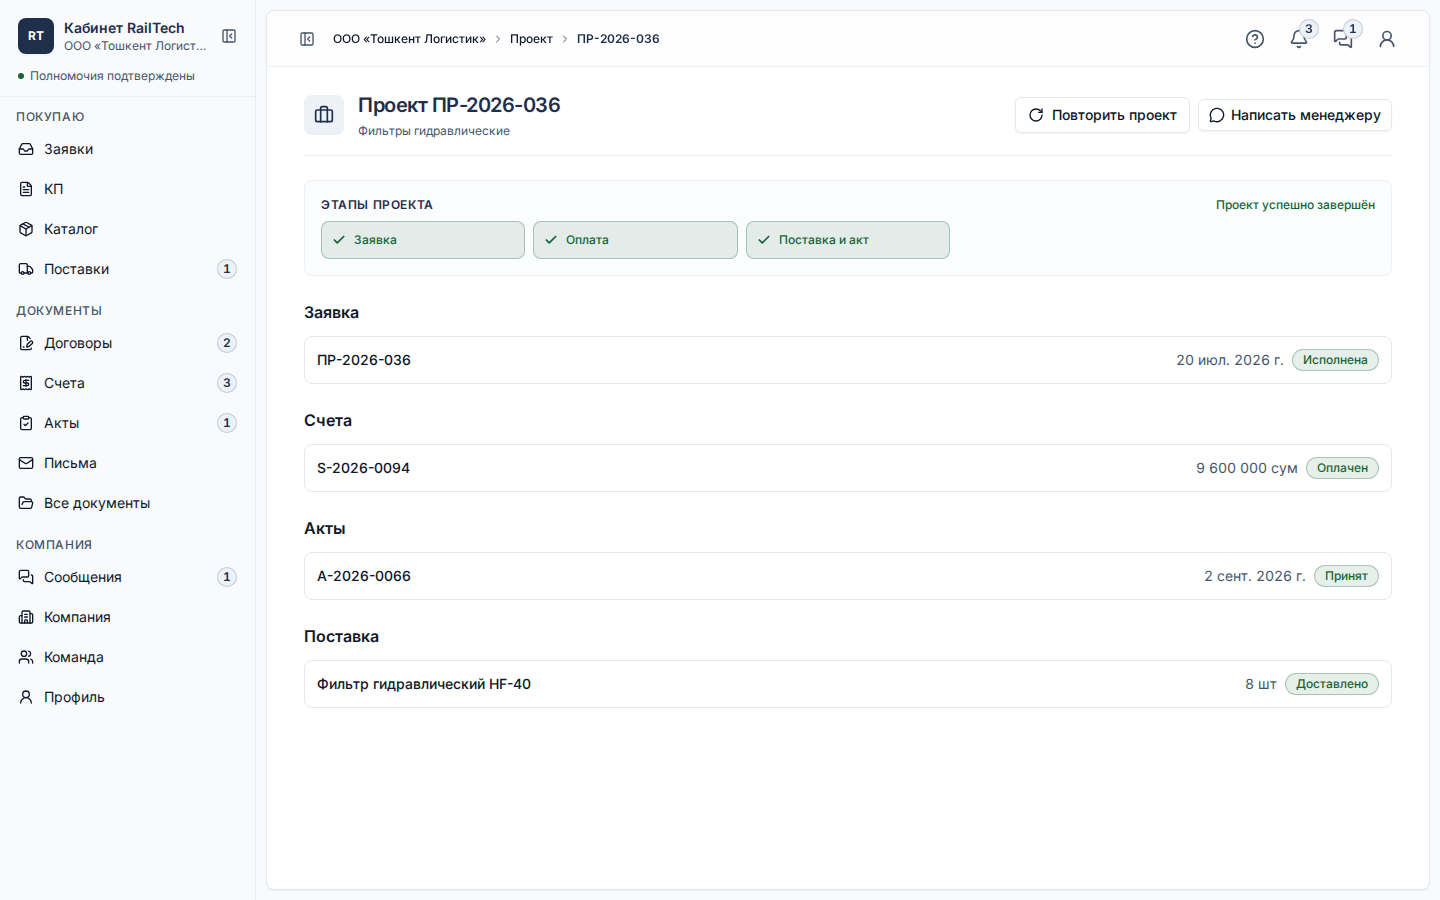 RT
Кабинет RailTech
ООО «Тошкент Логист...
Полномочия подтверждены
ПОКУПАЮ
Заявки
КП
Каталог
Поставки 1
ДОКУМЕНТЫ
Договоры 2
Счета 3
Акты 1
Письма
Все документы
КОМПАНИЯ
Сообщения 1
Компания
Команда
Профиль
ООО «Тошкент Логистик» > Проект > ПР-2026-036
3 1
Проект ПР-2026-036
Фильтры гидравлические
Повторить проект
Написать менеджеру
ЭТАПЫ ПРОЕКТА
Проект успешно завершён
Заявка
Оплата
Поставка и акт
Заявка
ПР-2026-036 20 июл. 2026 г. Исполнена
Счета
S-2026-0094 9 600 000 сум Оплачен
Акты
A-2026-0066 2 сент. 2026 г. Принят
Поставка
Фильтр гидравлический HF-40 8 шт Доставлено